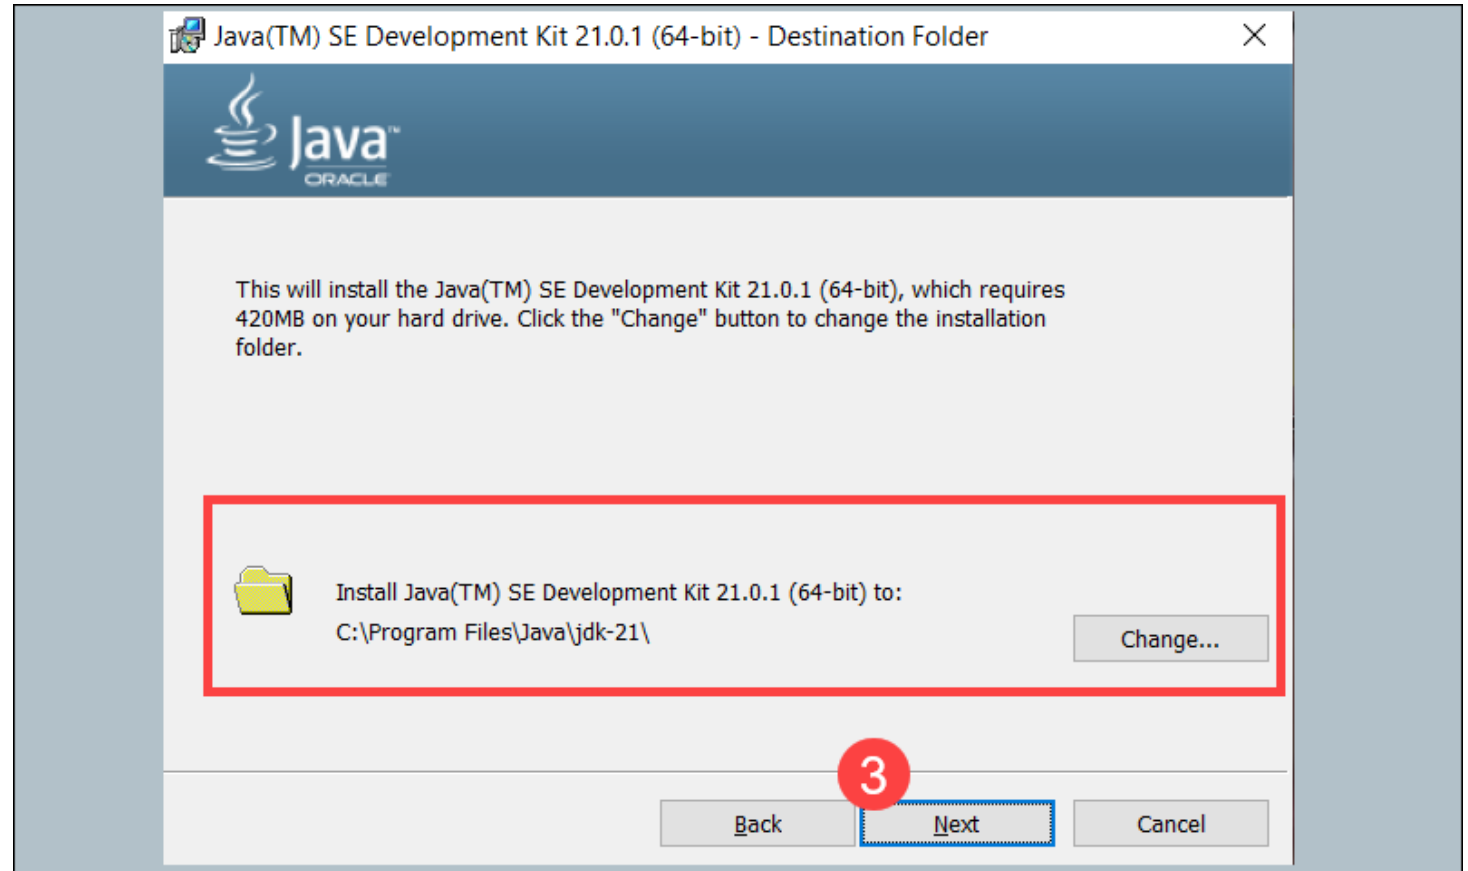 Java(TM) SE Development Kit 21.0.1 (64-bit) - Destination Folder
Java™
ORACLE
This will install the Java(TM) SE Development Kit 21.0.1 (64-bit), which requires
420MB on your hard drive. Click the "Change" button to change the installation
folder.
Install Java(TM) SE Development Kit 21.0.1 (64-bit) to:
C:\Program Files\Java\jdk-21\
Change...
3
Back
Next
Cancel